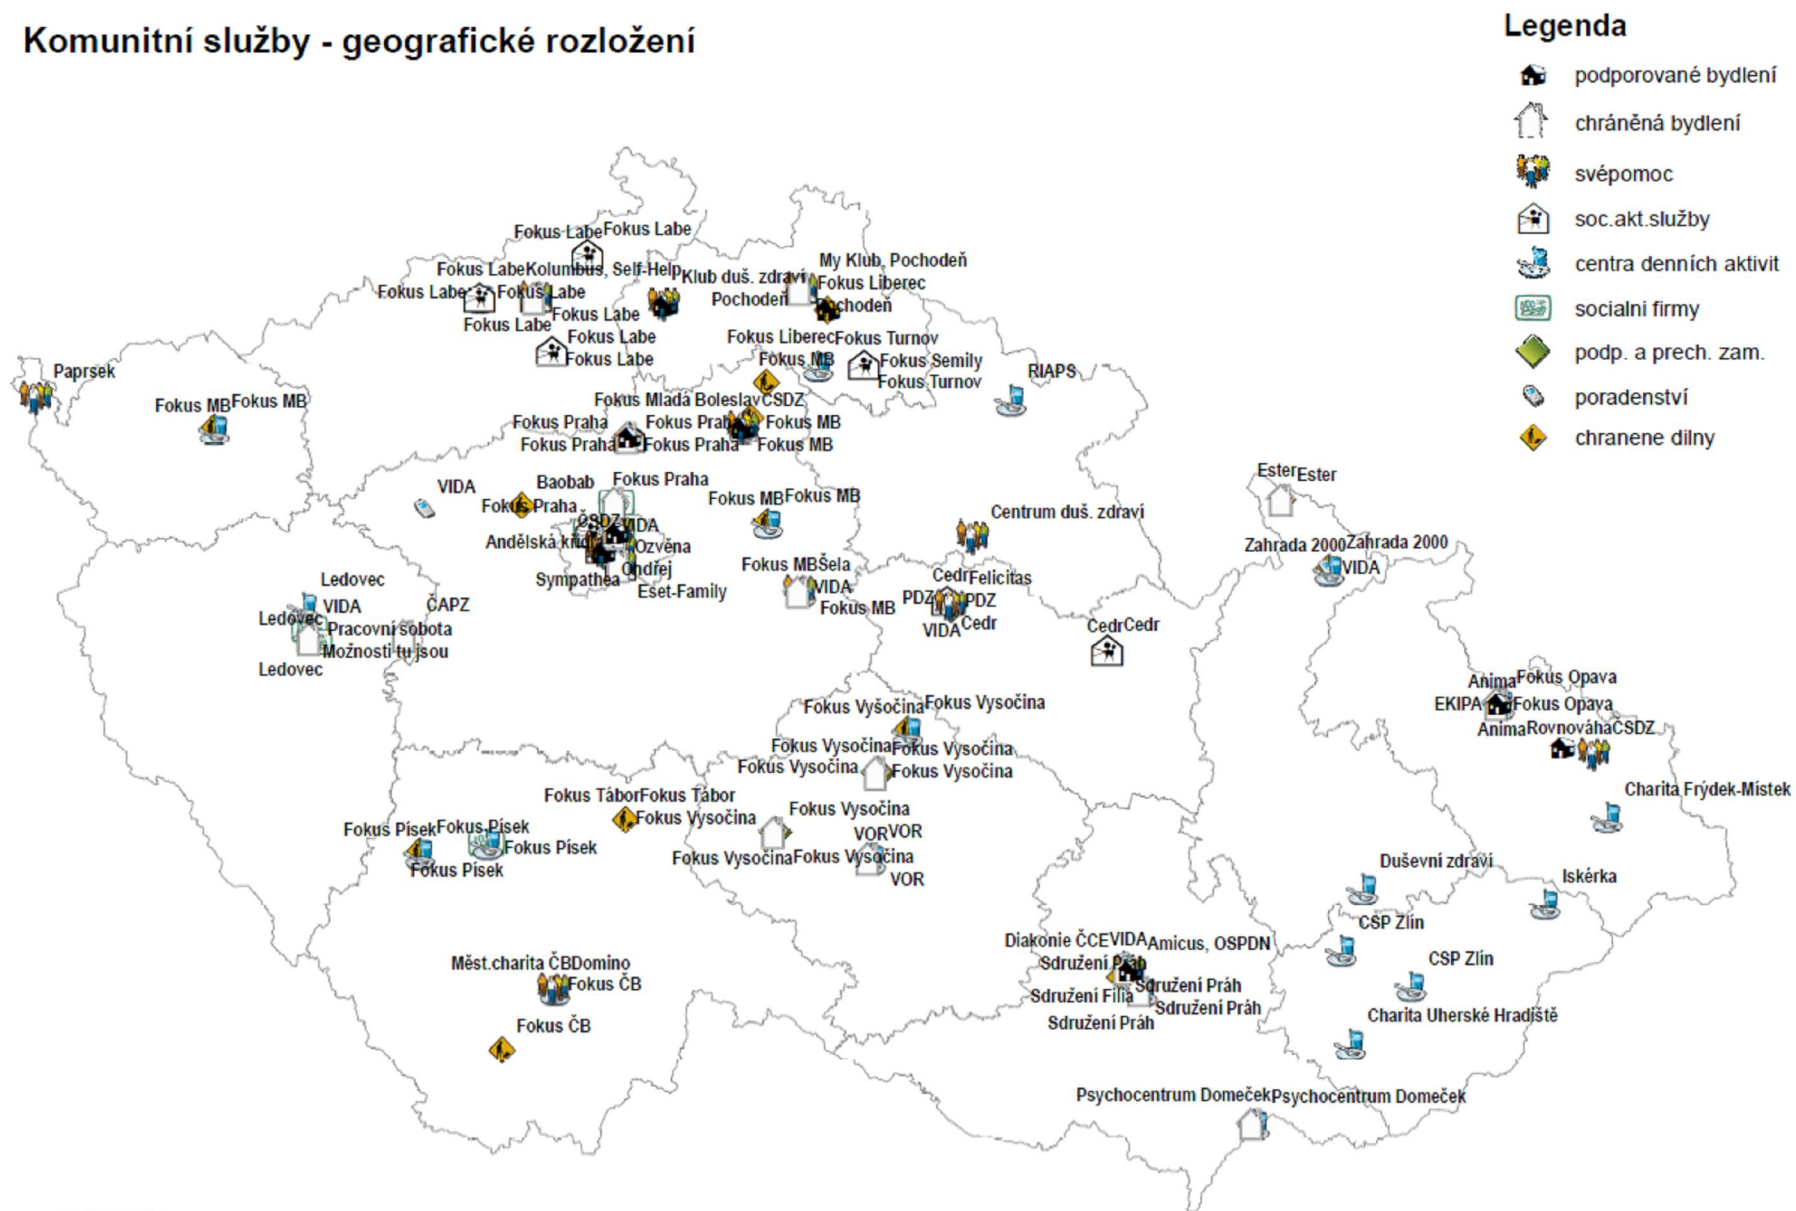 Komunitní služby - geografické rozložení
Legenda
podporované bydlení
chráněná bydlení
svépomoc
soc.akt.služby
centra denních aktivit
socialni firmy
podp. a prech. zam.
poradenství
chranene dilny
Fokus Labe Fokus Labe
Fokus Labe Kolumbus, Self-Help
Fokus Labe Fokus Labe
Fokus Labe
Fokus Labe
Fokus Labe
Fokus Labe
Klub duš. zdraví
My Klub, Pochodeň
Pochodeň Fokus Liberec
Pochodeň
Fokus Liberec Fokus Turnov
Fokus MB Fokus Semily
Fokus Turnov
RIAPS
Paprsek
Fokus MB Fokus MB
Fokus Mladá Boleslav ČSDZ
Fokus Praha Fokus Praha Fokus MB
Fokus Praha Fokus Praha Fokus MB
VIDA
Baobab Fokus Praha
Fokus Praha
Fokus MB Fokus MB
ČSDZ VIDA
Andělská křídla Ozvěna
Ondřej
Sympathea
Eset-Family
Fokus MB Šela
VIDA
Fokus MB
Centrum duš. zdraví
Cedr Felicitas
PDZ PDZ
VIDA Cedr
Cedr Cedr
Ester Ester
Zahrada 2000 Zahrada 2000
VIDA
Ledovec
VIDA ČAPZ
Ledovec Pracovní sobota
Možnosti tu jsou
Ledovec
Fokus Vyšočina Fokus Vysočina
Fokus Vysočina Fokus Vysočina
Fokus Vysočina Fokus Vysočina
Anima Fokus Opava
EKIPA Fokus Opava
Anima Rovnováha ČSDZ
Charita Frýdek-Místek
Fokus Tábor Fokus Tábor
Fokus Vysočina
Fokus Vysočina
Fokus Písek Fokus Písek
Fokus Písek
Fokus Písek
VOR VOR
Fokus Vysočina Fokus Vysočina
VOR
Duševní zdraví
Iskérka
CSP Zlín
CSP Zlín
Charita Uherské Hradiště
Diakonie ČCE VIDA Amicus, OSPDN
Sdružení Práh
Sdružení Práh
Sdružení Filia Sdružení Práh
Sdružení Práh
Měst.charita ČB Domino
Fokus ČB
Fokus ČB
Psychocentrum Domeček Psychocentrum Domeček